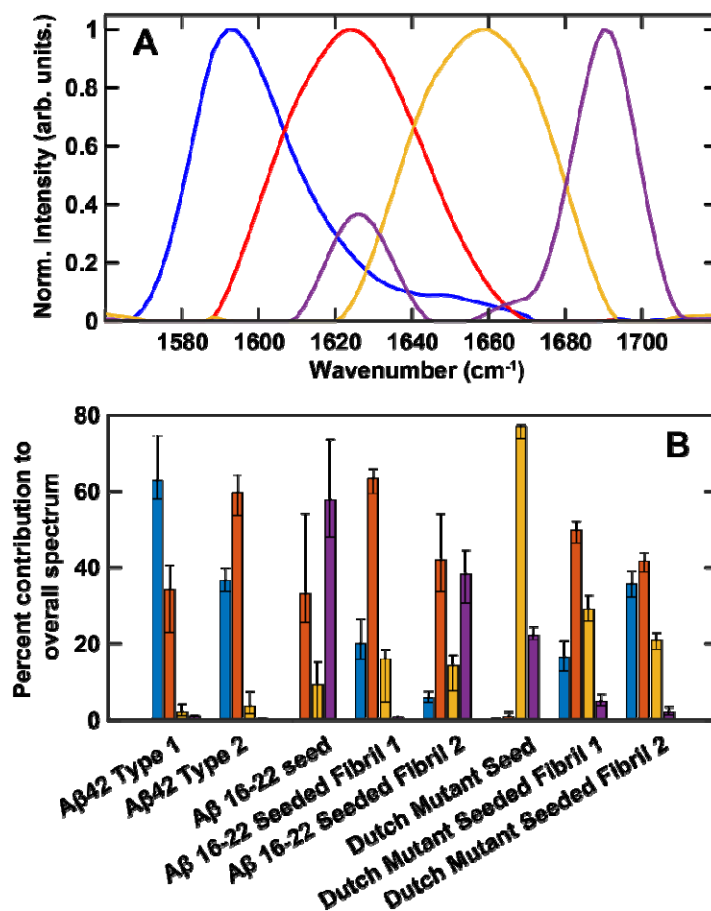 A
Norm. Intensity (arb. units.)
1
0.8
0.6
0.4
0.2
0
1580 1600 1620 1640 1660 1680 1700
Wavenumber (cm-1)
B
Percent contribution to
overall spectrum
80
60
40
20
0
Aβ42 Type 1
Aβ42 Type 2
Aβ 16-22 seed
Aβ 16-22 Seeded Fibril 1
Aβ 16-22 Seeded Fibril 2
Dutch Mutant Seed
Dutch Mutant Seeded Fibril 1
Dutch Mutant Seeded Fibril 2